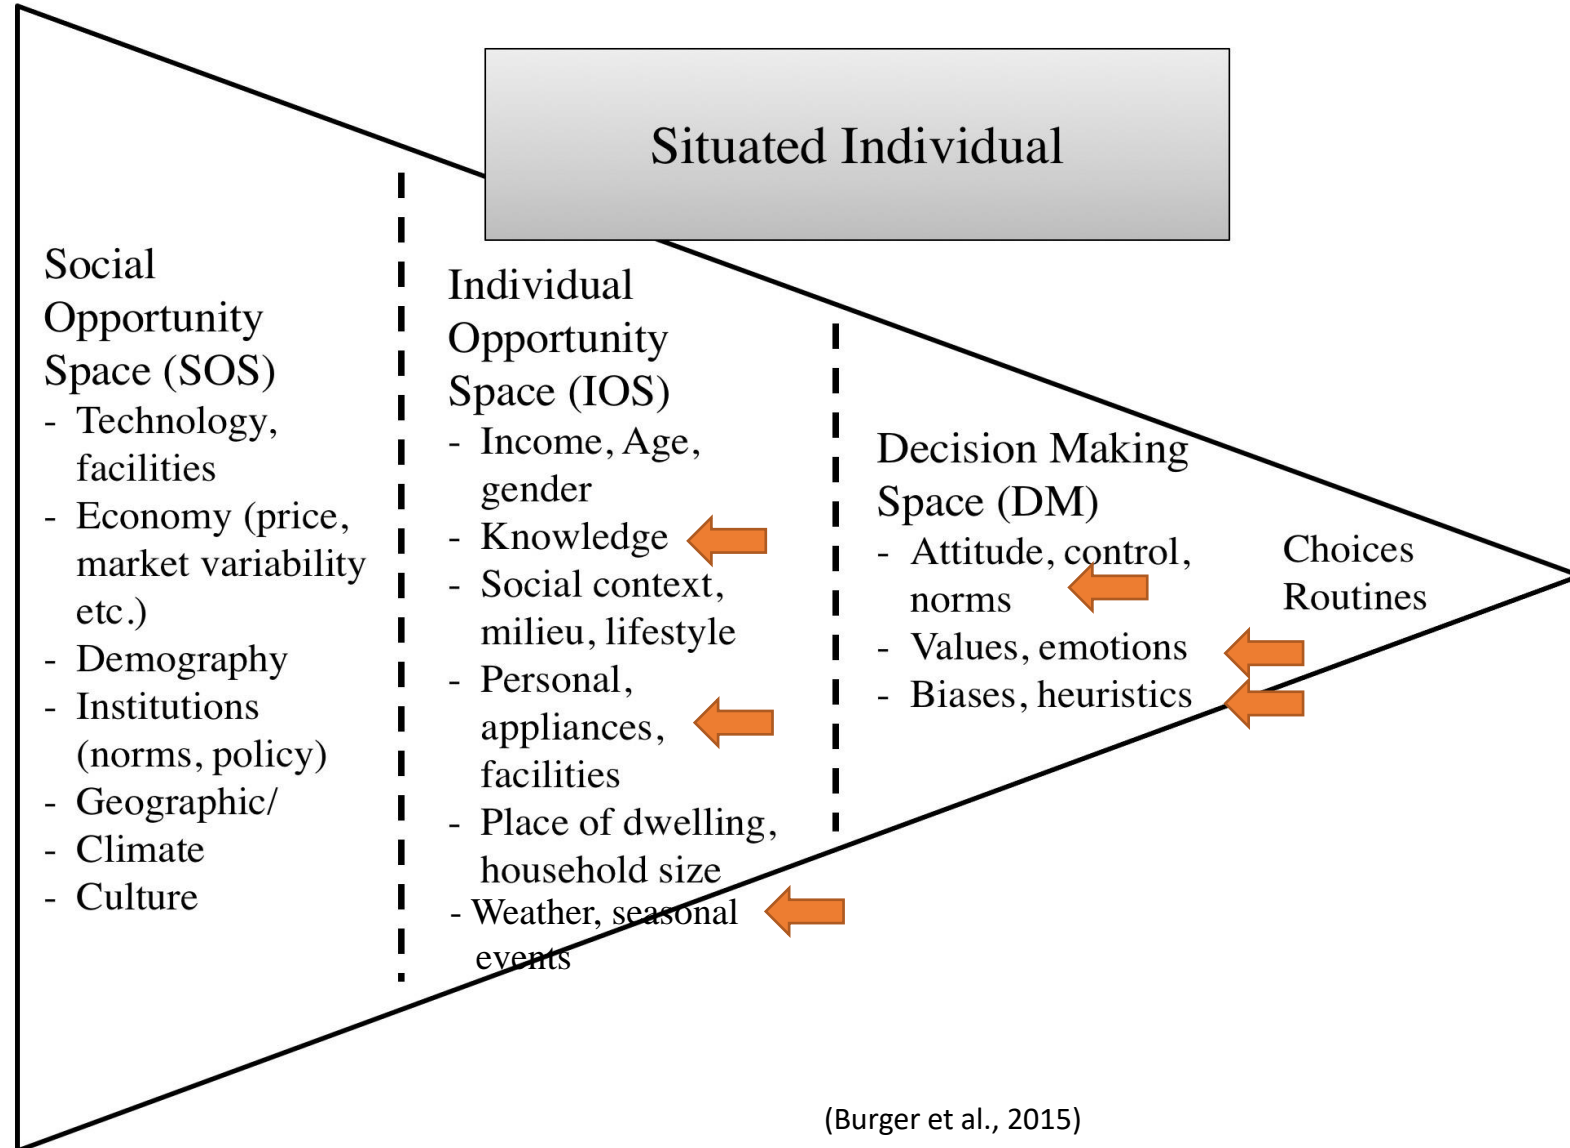 Situated Individual
Social
Opportunity
Space (SOS)
- Technology,
facilities
- Economy (price,
market variability
etc.)
- Demography
- Institutions
(norms, policy)
- Geographic/
- Climate
- Culture
Individual
Opportunity
Space (IOS)
- Income, Age,
gender
- Knowledge
- Social context,
milieu, lifestyle
- Personal,
appliances,
facilities
- Place of dwelling,
household size
- Weather, seasonal
events
Decision Making
Space (DM)
- Attitude, control,
norms
- Values, emotions
- Biases, heuristics
Choices
Routines
(Burger et al., 2015)